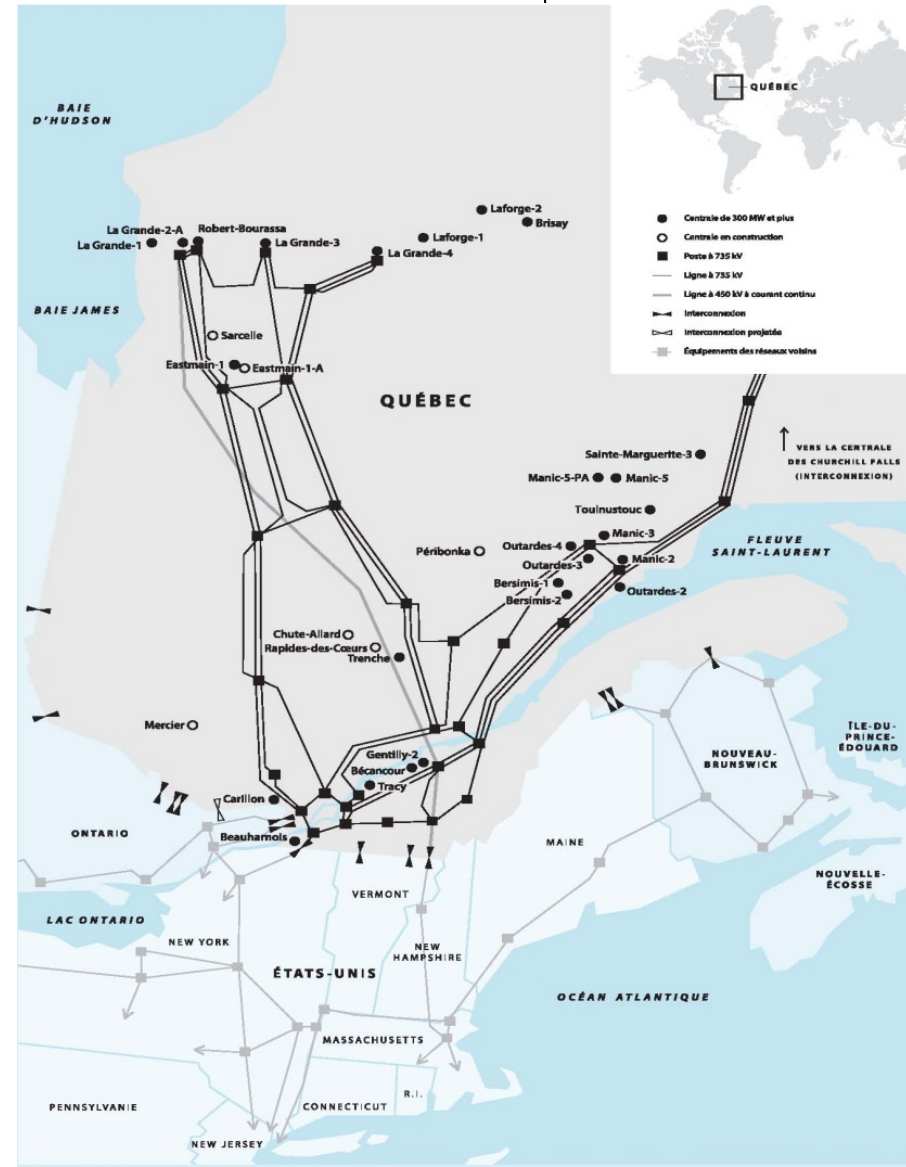 QUÉBEC
Centrale de 300 MW et plus
Centrale en construction
Poste à 735 kV
Ligne à 735 kV
Ligne à 450 kV à courant continu
Interconnexion
Interconnexion projetée
Équipements des réseaux voisins
BAIE
D'HUDSON
Laforge-2
Brisay
La Grande-2-A
Robert-Bourassa
La Grande-1
La Grande-3
Laforge-1
La Grande-4
BAIE JAMES
Sarcelle
Eastmain-1
Eastmain-1-A
QUÉBEC
VERS LA CENTRALE
DES CHURCHILL FALLS
(INTERCONNEXION)
Sainte-Marguerite-3
Manic-5-PA
Manic-5
Toulnustouc
Manic-3
FLEUVE
SAINT-LAURENT
Péribonka
Outardes-4
Outardes-3
Manic-2
Bersimis-1
Bersimis-2
Outardes-2
Chute-Allard
Rapides-des-Cœurs
Trenche
Mercier
ÎLE-DU-
PRINCE-
ÉDOUARD
NOUVEAU-
BRUNSWICK
Gentilly-2
Bécancour
Tracy
Carillon
ONTARIO
Beauharnois
MAINE
NOUVELLE-
ÉCOSSE
VERMONT
LAC ONTARIO
NEW YORK
NEW
HAMPSHIRE
ÉTATS-UNIS
OCÉAN ATLANTIQUE
MASSACHUSETTS
R.I.
PENNSYLVANIE
CONNECTICUT
NEW JERSEY